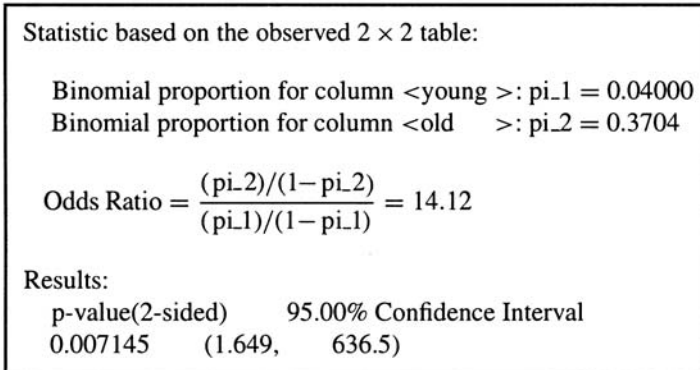 Statistic based on the observed 2 × 2 table:
Binomial proportion for column <young >: pi_1 = 0.04000
Binomial proportion for column <old >: pi_2 = 0.3704
Odds Ratio = (pi_2)/(1−pi_2) / (pi_1)/(1−pi_1) = 14.12
Results:
p-value(2-sided) 95.00% Confidence Interval
0.007145 (1.649, 636.5)